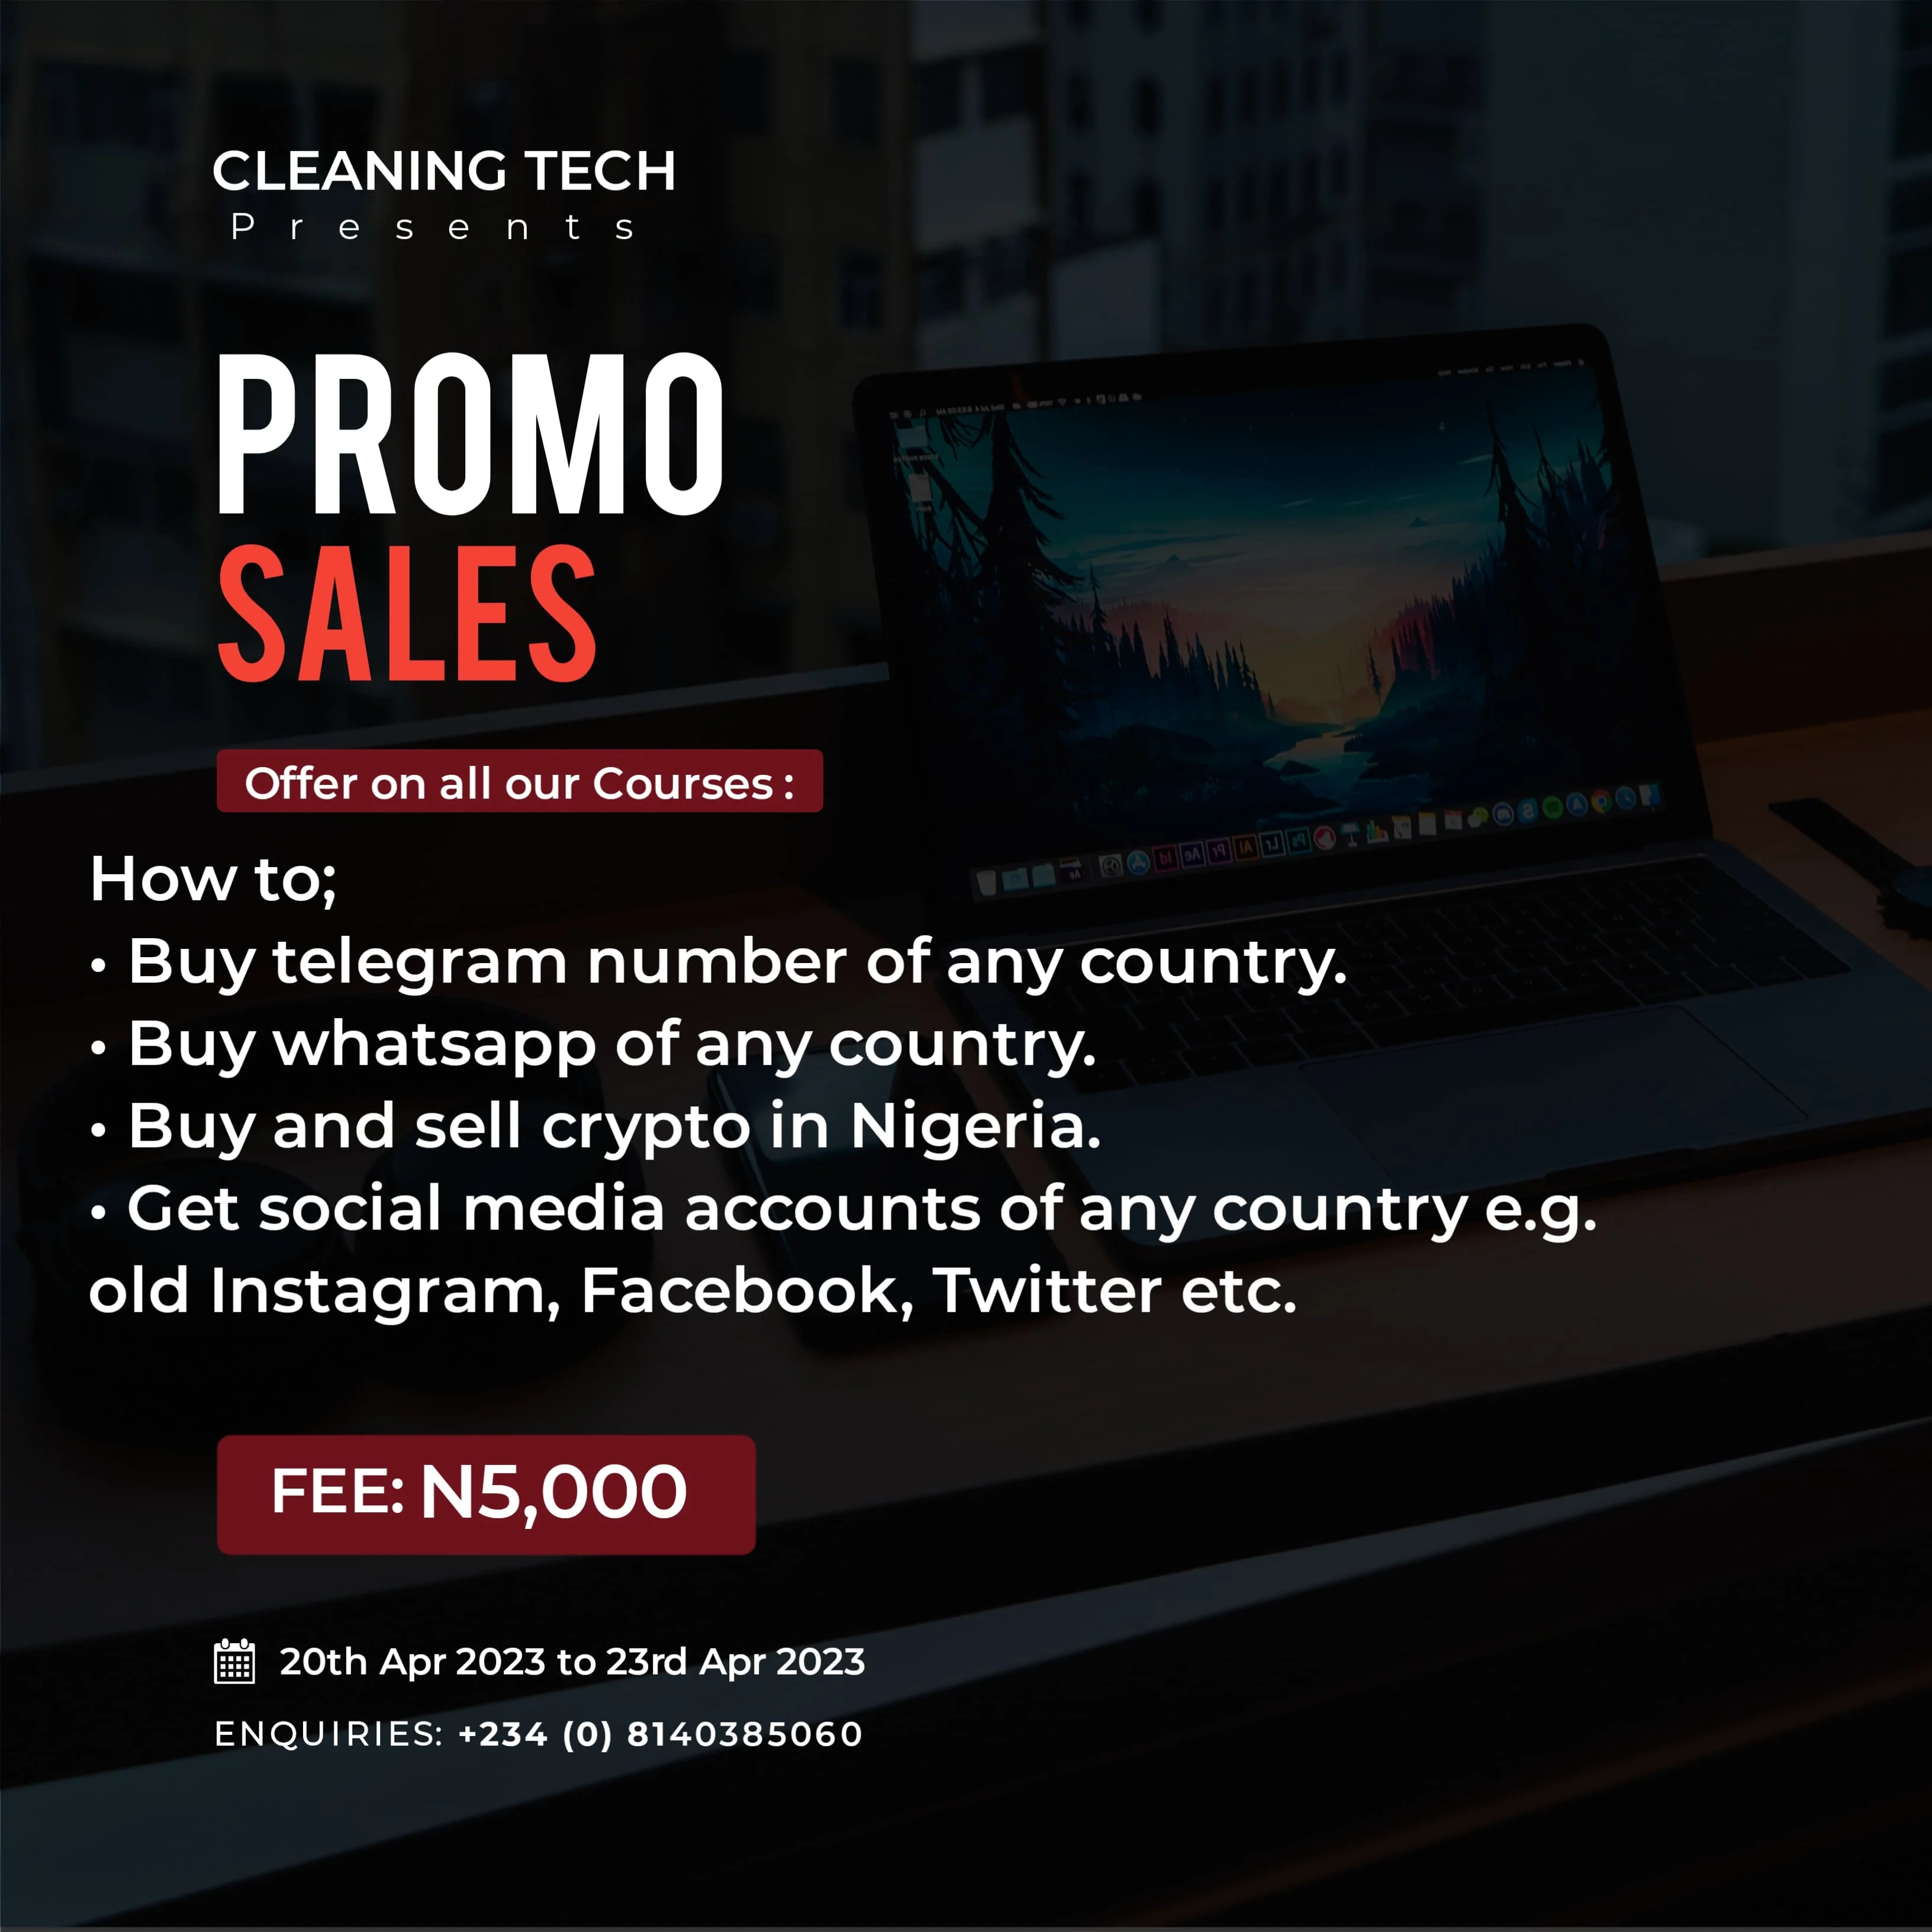 CLEANING TECH
Presents
PROMO
SALES
Offer on all our Courses :
How to;
• Buy telegram number of any country.
• Buy whatsapp of any country.
• Buy and sell crypto in Nigeria.
• Get social media accounts of any country e.g.
old Instagram, Facebook, Twitter etc.
FEE: N5,000
20th Apr 2023 to 23rd Apr 2023
ENQUIRIES: +234 (0) 8140385060